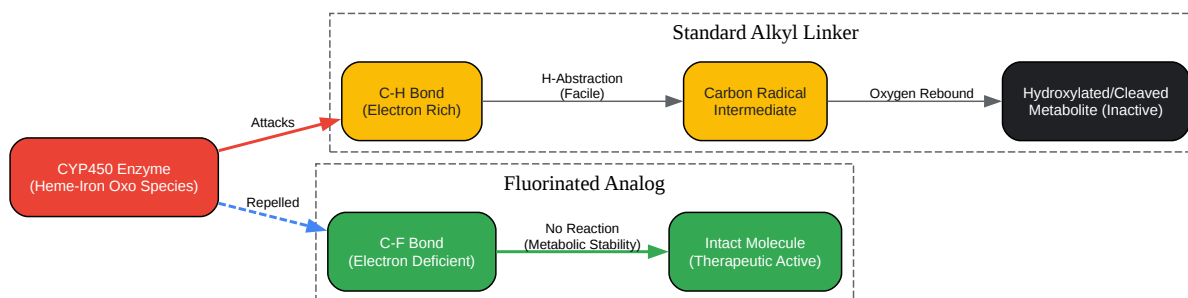 Standard Alkyl Linker
C-H Bond
(Electron Rich)
H-Abstraction
(Facile)
Carbon Radical
Intermediate
Oxygen Rebound
Hydroxylated/Cleaved
Metabolite (Inactive)
Attacks
CYP450 Enzyme
(Heme-Iron Oxo Species)
Repelled
Fluorinated Analog
C-F Bond
(Electron Deficient)
No Reaction
(Metabolic Stability)
Intact Molecule
(Therapeutic Active)